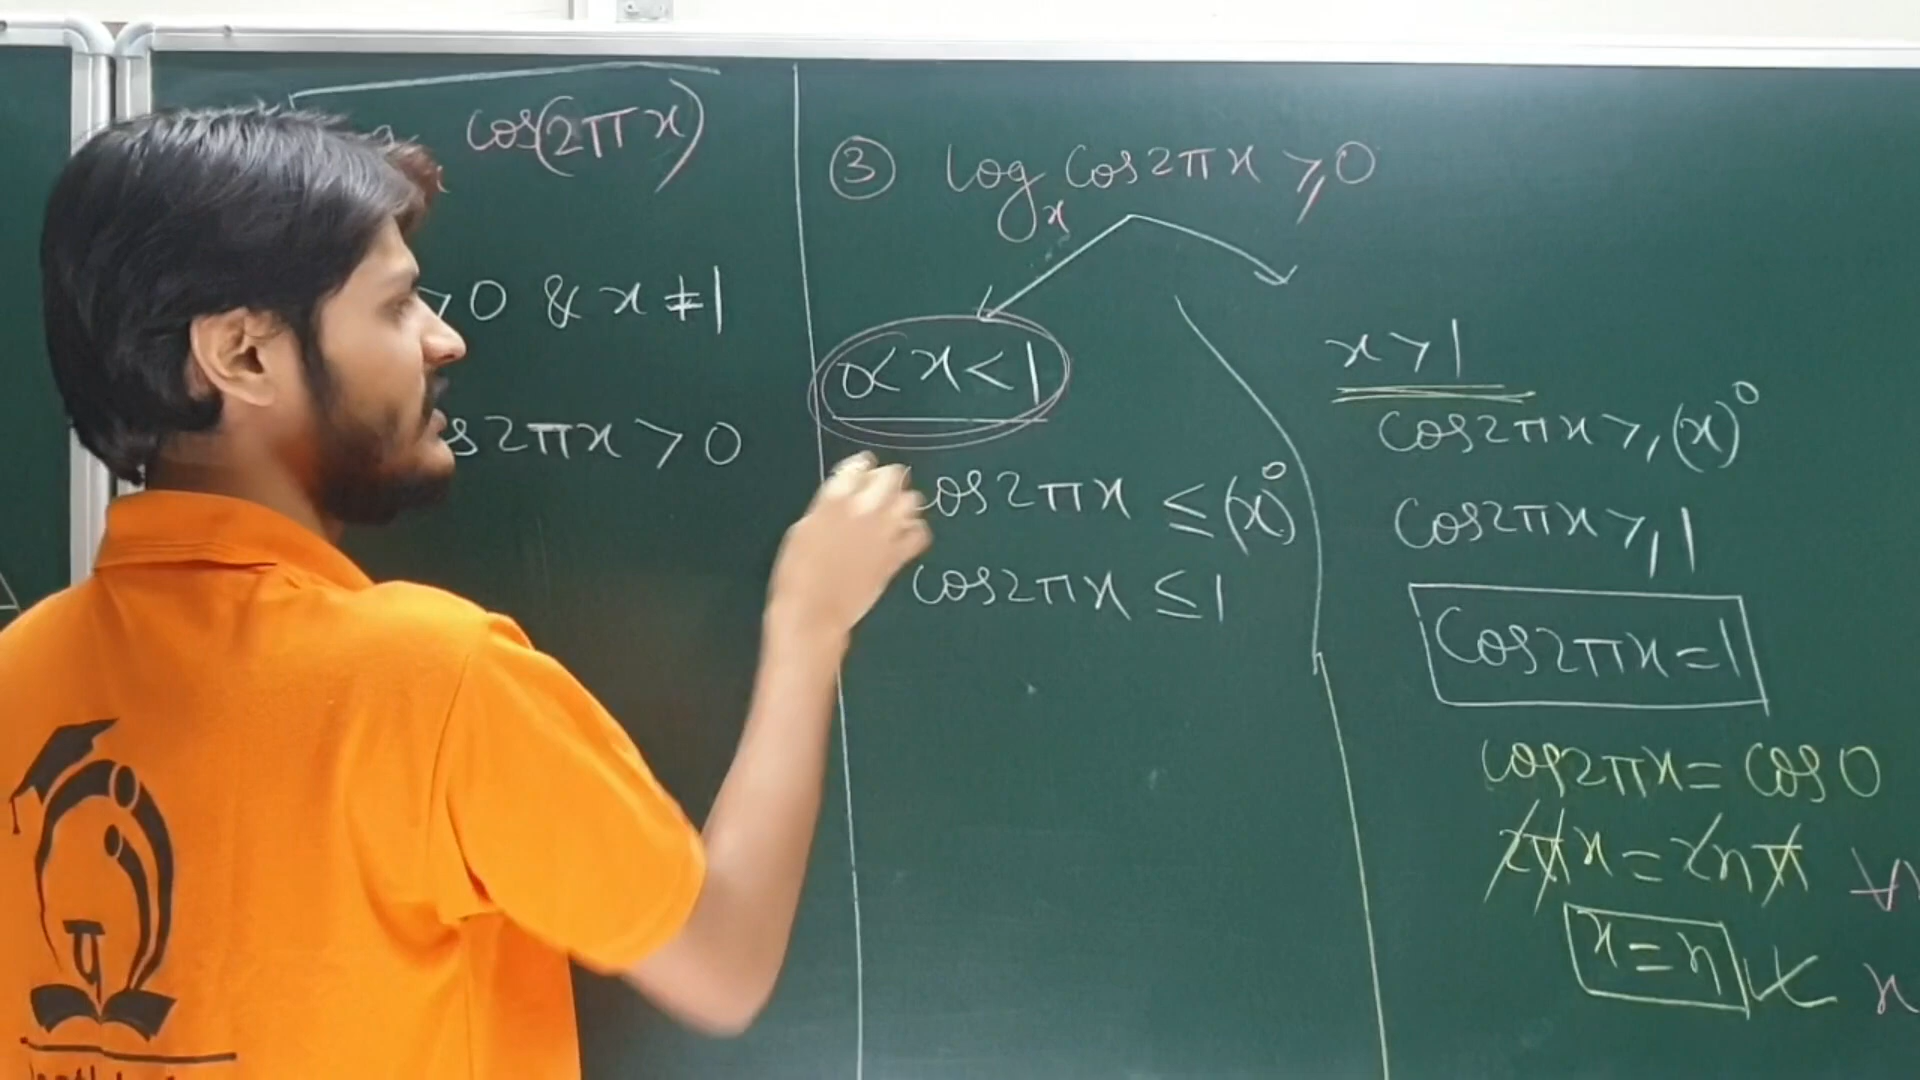 cos(2πx)
>0 & x≠1
s2πx > 0
③ log_x cos2πx ≥ 0
0<x<1
cos2πx ≤ (x)⁰
cos2πx ≤ 1
x>1
cos2πx ≥ (x)⁰
cos2πx ≥ 1
cos2πx = 1
cos2πx = cos0
2πx = 2nπ ∀n
x = n
x
प